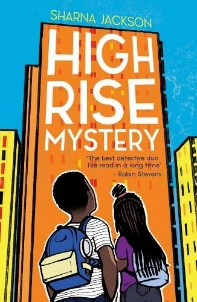 SHARNA JACKSON
HIGH
RISE
MYSTERY
"The best detective duo
I've read in a long time"
- Robin Stevens